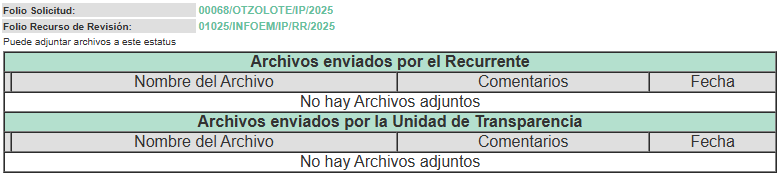 Folio Solicitud: 00068/OTZOLOTE/IP/2025
Folio Recurso de Revisión: 01025/INFOEM/IP/RR/2025
Puede adjuntar archivos a este estatus
Archivos enviados por el Recurrente
Nombre del Archivo Comentarios Fecha
No hay Archivos adjuntos
Archivos enviados por la Unidad de Transparencia
Nombre del Archivo Comentarios Fecha
No hay Archivos adjuntos